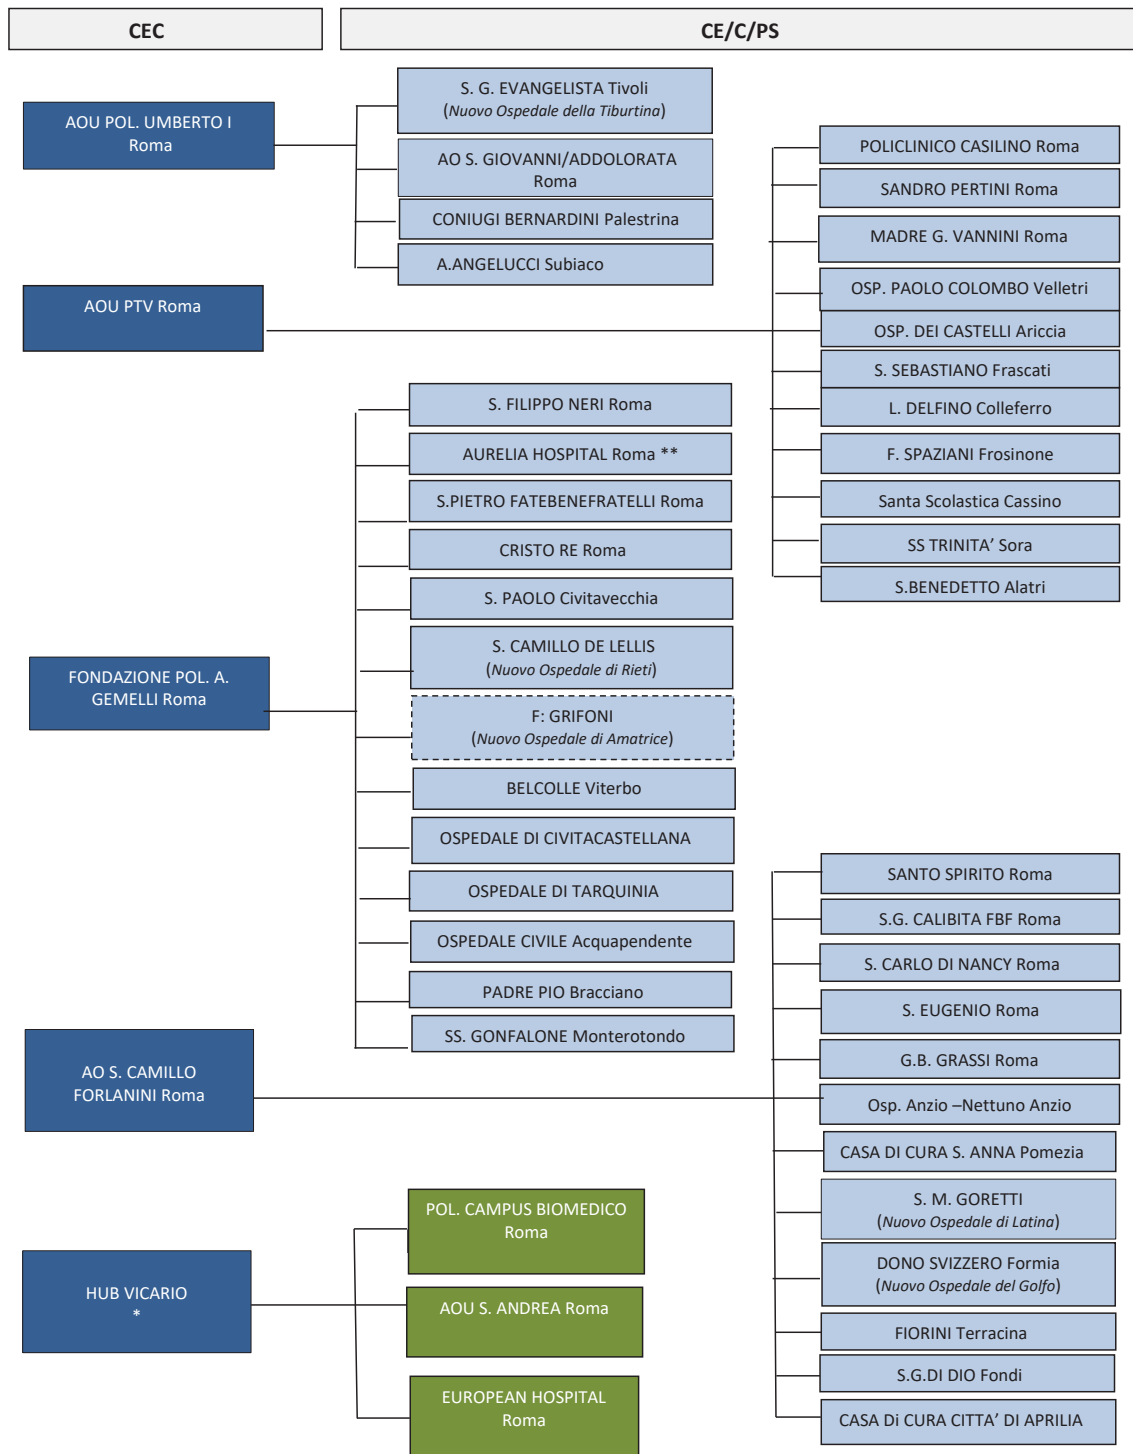 CEC
CE/C/PS
AOU POL. UMBERTO I
Roma
S. G. EVANGELISTA Tivoli
(Nuovo Ospedale della Tiburtina)
AO S. GIOVANNI/ADDOLORATA
Roma
CONIUGI BERNARDINI Palestrina
A.ANGELUCCI Subiaco
AOU PTV Roma
POLICLINICO CASILINO Roma
SANDRO PERTINI Roma
MADRE G. VANNINI Roma
OSP. PAOLO COLOMBO Velletri
OSP. DEI CASTELLI Ariccia
S. SEBASTIANO Frascati
L. DELFINO Colleferro
F. SPAZIANI Frosinone
Santa Scolastica Cassino
SS TRINITA’ Sora
S.BENEDETTO Alatri
FONDAZIONE POL. A.
GEMELLI Roma
S. FILIPPO NERI Roma
AURELIA HOSPITAL Roma **
S.PIETRO FATEBENEFRATELLI Roma
CRISTO RE Roma
S. PAOLO Civitavecchia
S. CAMILLO DE LELLIS
(Nuovo Ospedale di Rieti)
F: GRIFONI
(Nuovo Ospedale di Amatrice)
BELCOLLE Viterbo
OSPEDALE DI CIVITACASTELLANA
OSPEDALE DI TARQUINIA
OSPEDALE CIVILE Acquapendente
PADRE PIO Bracciano
SS. GONFALONE Monterotondo
AO S. CAMILLO
FORLANINI Roma
SANTO SPIRITO Roma
S.G. CALIBITA FBF Roma
S. CARLO DI NANCY Roma
S. EUGENIO Roma
G.B. GRASSI Roma
Osp. Anzio –Nettuno Anzio
CASA DI CURA S. ANNA Pomezia
S. M. GORETTI
(Nuovo Ospedale di Latina)
DONO SVIZZERO Formia
(Nuovo Ospedale del Golfo)
FIORINI Terracina
S.G.DI DIO Fondi
CASA Di CURA CITTA’ DI APRILIA
HUB VICARIO
*
POL. CAMPUS BIOMEDICO
Roma
AOU S. ANDREA Roma
EUROPEAN HOSPITAL
Roma